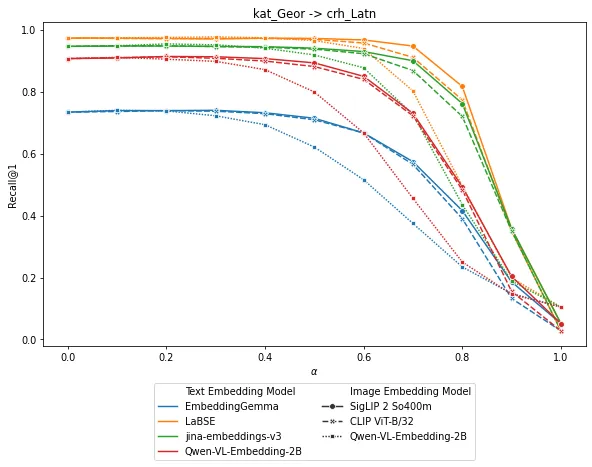 kat_Geor -> crh_Latn
1.0
0.8
0.6
0.4
0.2
0.0
Recall@1
0.0 0.2 0.4 0.6 0.8 1.0
α
Text Embedding Model
EmbeddingGemma
LaBSE
jina-embeddings-v3
Qwen-VL-Embedding-2B
Image Embedding Model
SigLIP 2 So400m
CLIP ViT-B/32
Qwen-VL-Embedding-2B